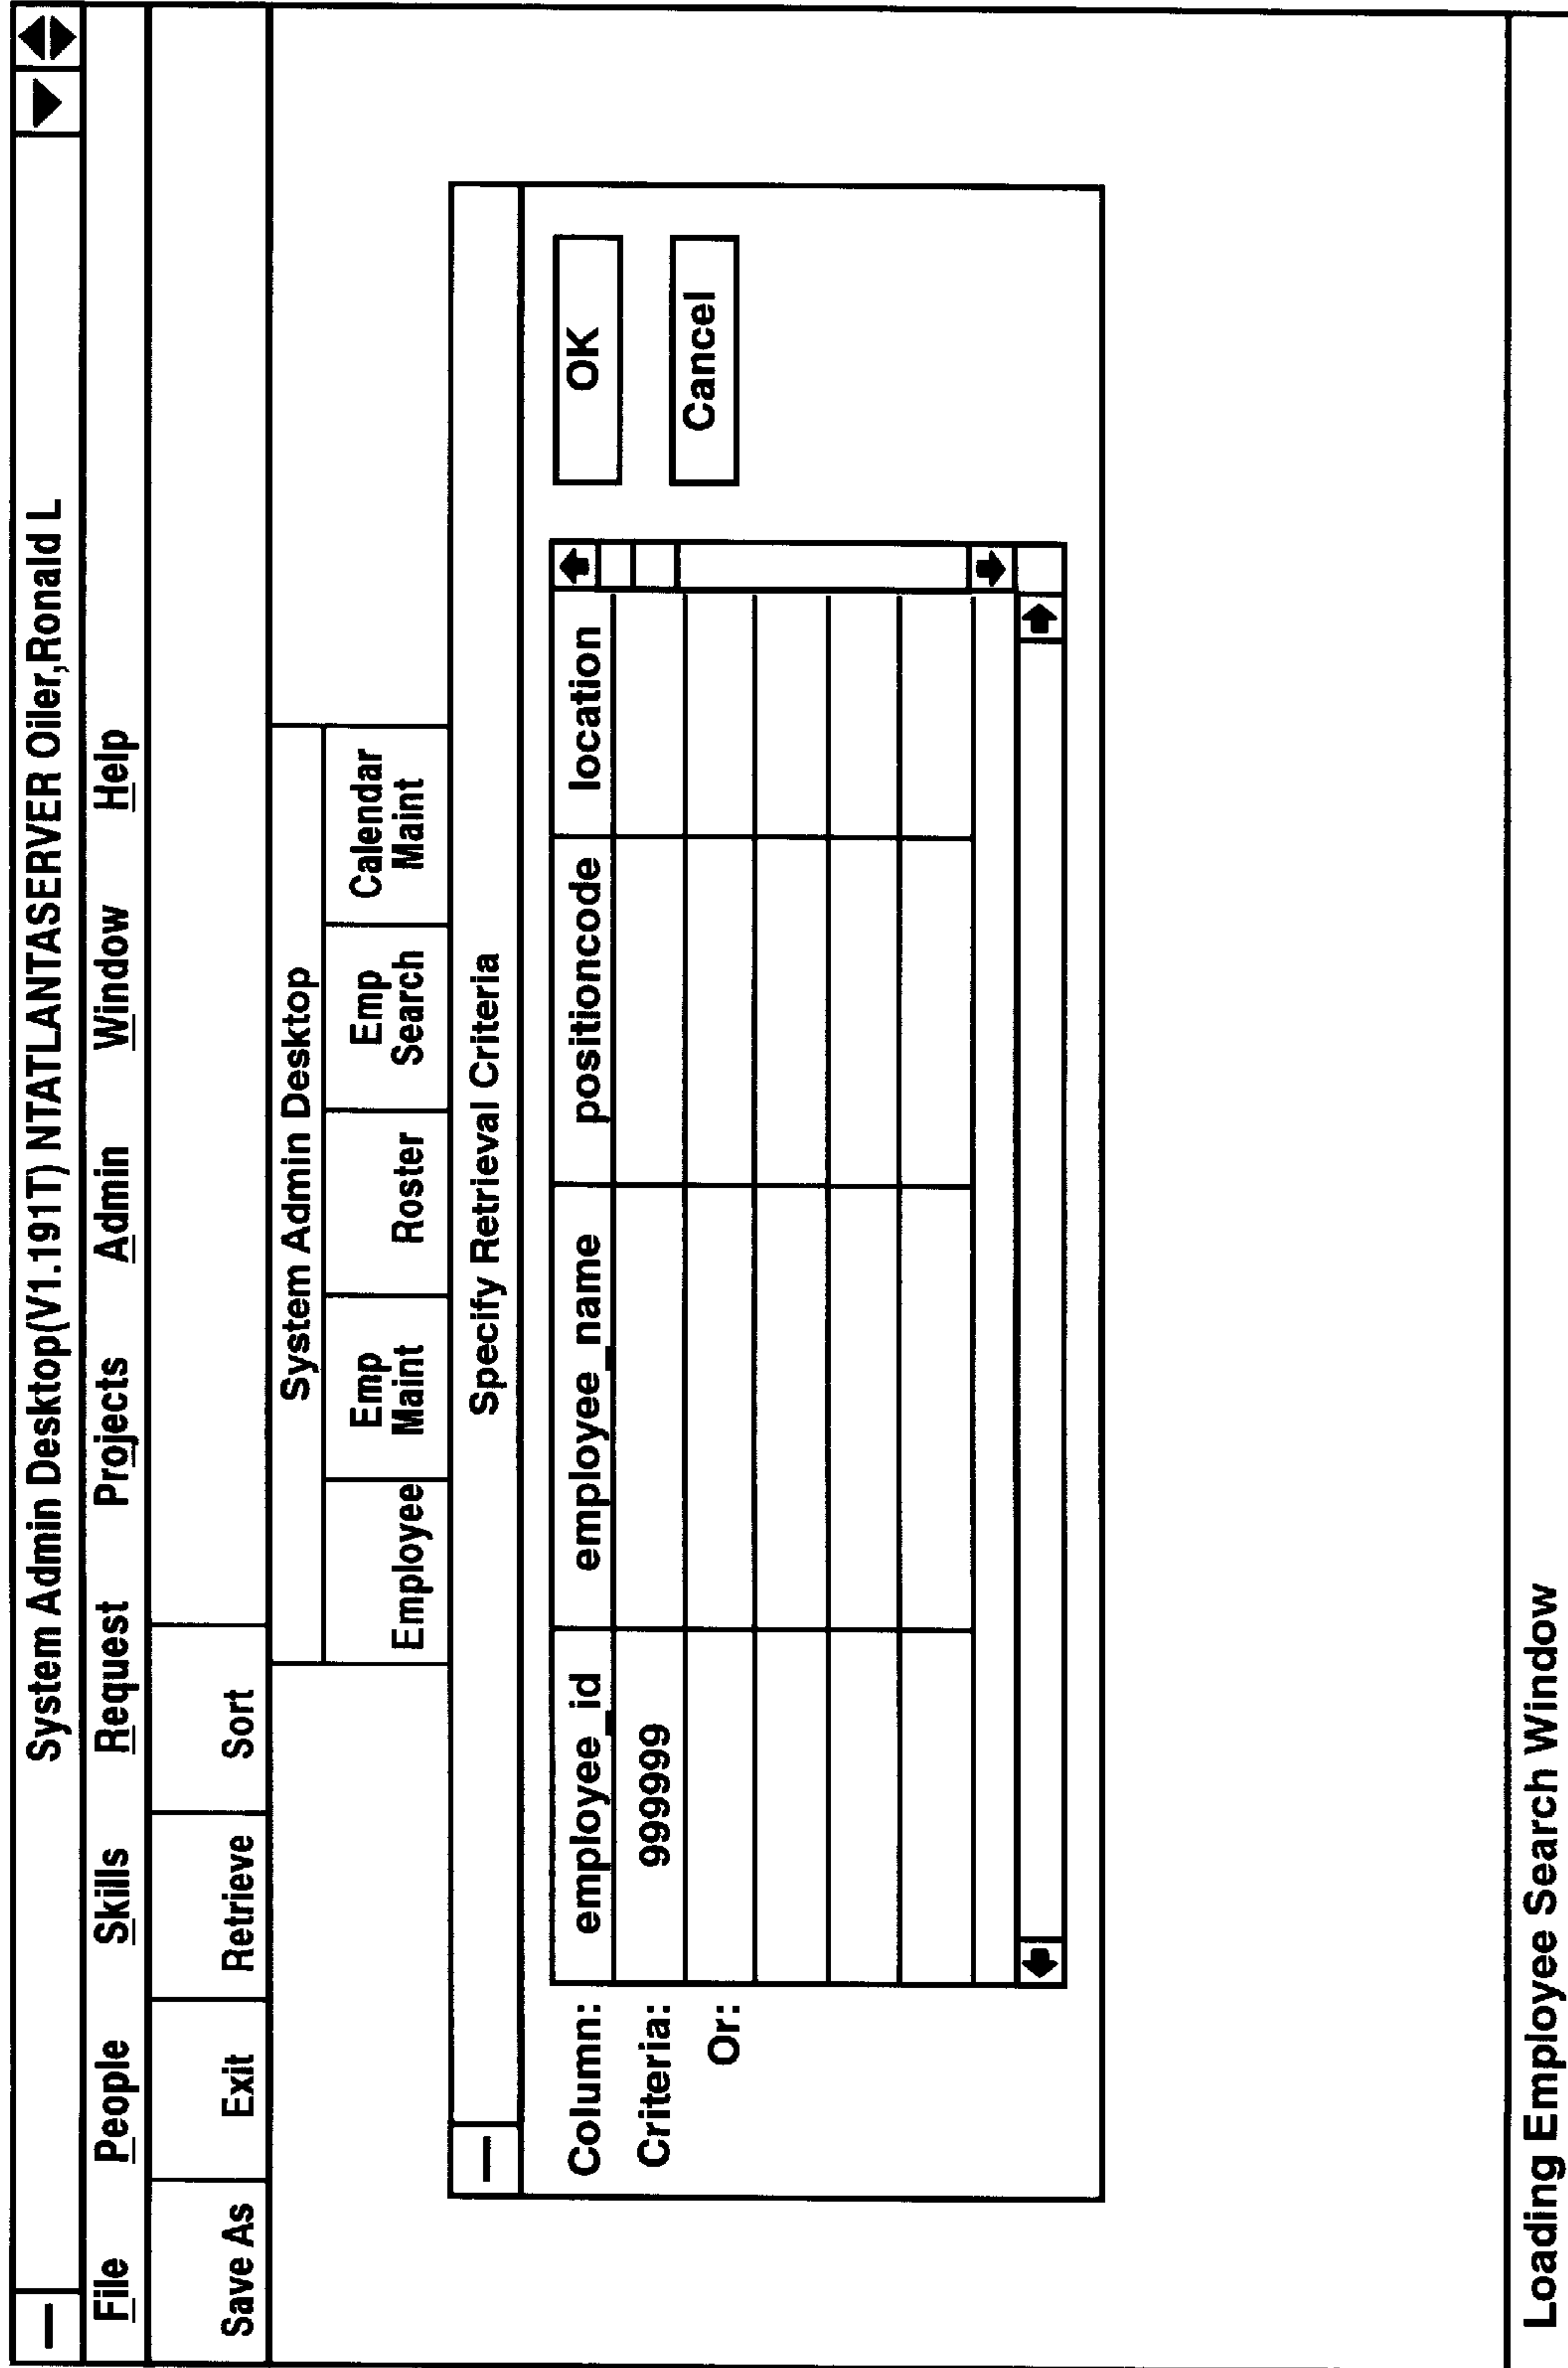 System Admin Desktop(V1.191T) NTATLANTASERVER Oiler,Ronald L
File People Skills Request Projects Admin Window Help
Save As Exit Retrieve Sort
System Admin Desktop
Employee Emp Maint Roster Emp Search Calendar Maint
Specify Retrieval Criteria
Column: employee_id employee_name positioncode location
Criteria: 999999
Or:
OK
Cancel
Loading Employee Search Window